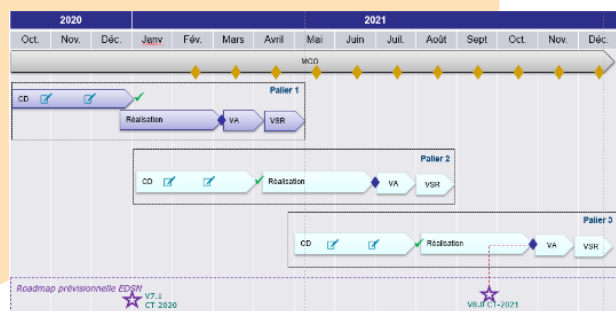 2020 2021
Oct. Nov. Déc. Janv Fév. Mars Avril Mai Juin Juil. Août Sept Oct. Nov. Déc.
MCO
Palier 1
CD
Réalisation VA VSR
Palier 2
CD Réalisation VA VSR
Palier 3
CD Réalisation VA VSR
Roadmap prévisionnelle EDSN
V7.1
CT-2020
V8.0 CT-2021